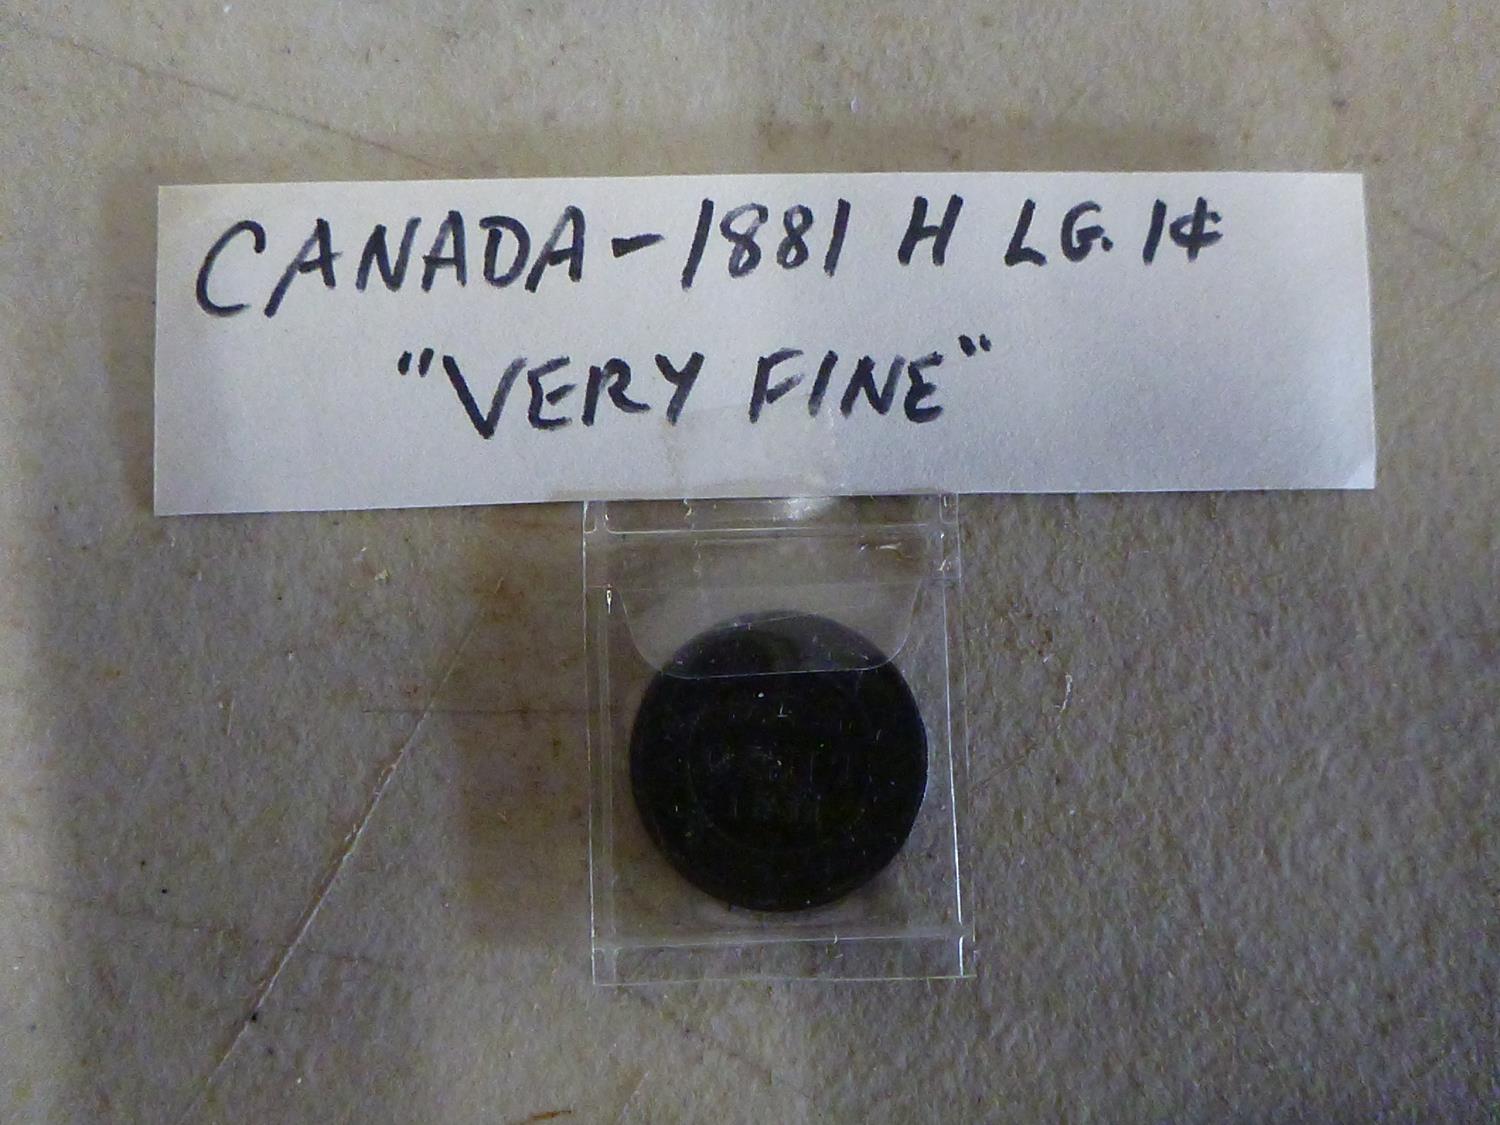 CANADA-1881 H LG. 1¢
"VERY FINE"